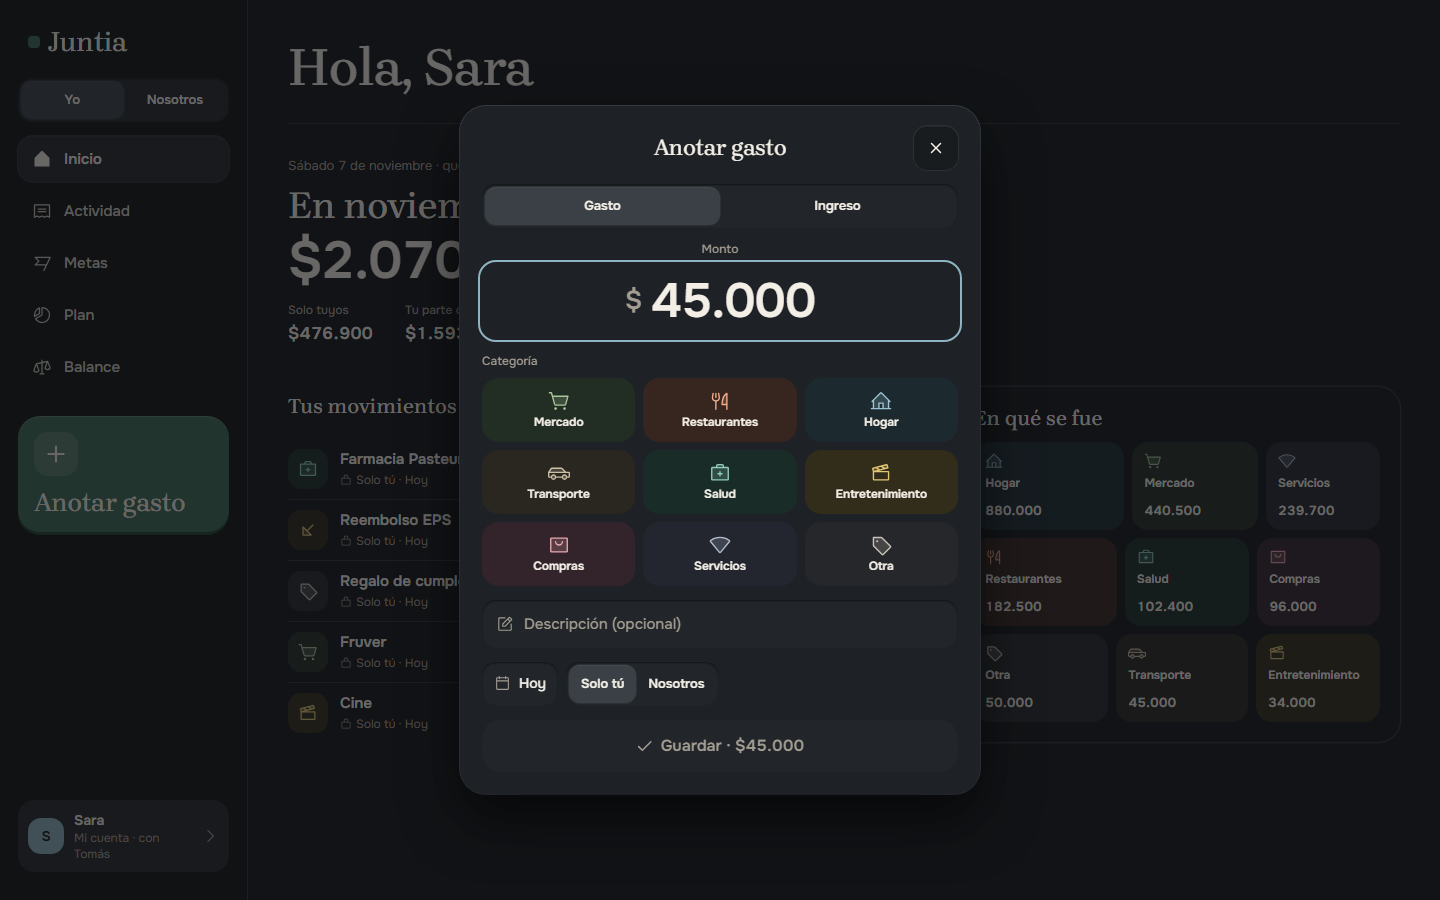 Juntia
Yo
Nosotros
Inicio
Actividad
Metas
Plan
Balance
Anotar gasto
Sara
Mi cuenta · con
Tomás
S
Hola, Sara
Sábado 7 de noviembre
En noviem
$2.070
Solo tuyos
Tu parte
$476.900
$1.593
Tus movimientos
Farmacia Pasteur
Solo tú · Hoy
Reembolso EPS
Solo tú · Hoy
Regalo de cumple
Solo tú · Hoy
Fruver
Solo tú · Hoy
Cine
Solo tú · Hoy
Anotar gasto
Gasto
Ingreso
Monto
$ 45.000
Categoría
Mercado
Restaurantes
Hogar
Transporte
Salud
Entretenimiento
Compras
Servicios
Otra
Descripción (opcional)
Hoy
Solo tú
Nosotros
Guardar · $45.000
En qué se fue
Hogar
880.000
Mercado
440.500
Servicios
239.700
Restaurantes
182.500
Salud
102.400
Compras
96.000
Otra
50.000
Transporte
45.000
Entretenimiento
34.000